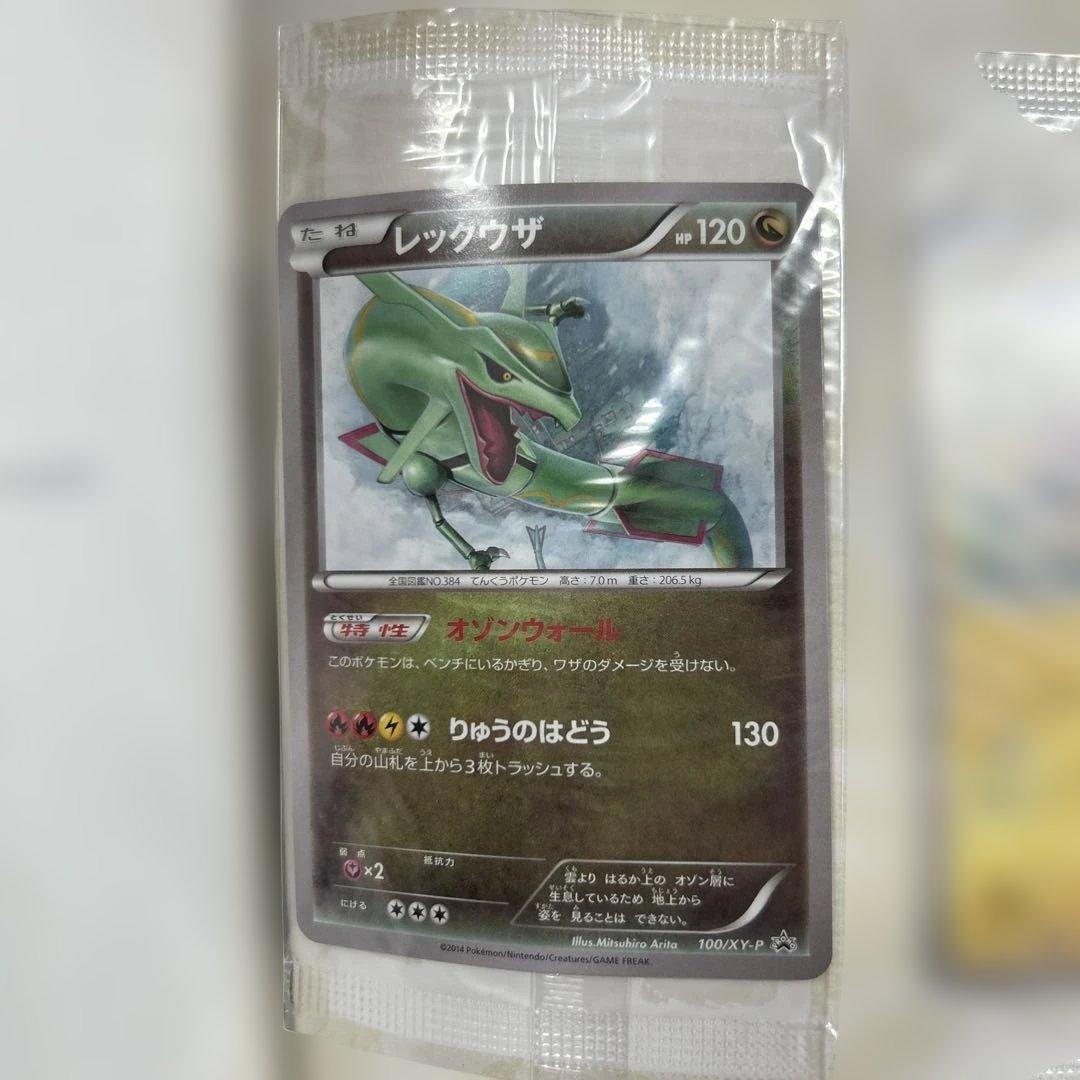 たね レックウザ HP120
全国図鑑NO.384 てんくうポケモン 高さ：7.0m 重さ：206.5kg
とくせい
特性 オゾンウォール
このポケモンは、ベンチにいるかぎり、ワザのダメージを受けない。
りゅうのはどう 130
自分の山札を上から3枚トラッシュする。
弱点 抵抗力
×2
にげる
雲より はるか上の オゾン層に
生息しているため 地上から
姿を 見ることは できない。
Illus.Mitsuhiro Arita 100/XY-P
©2014 Pokémon/Nintendo/Creatures/GAME FREAK.